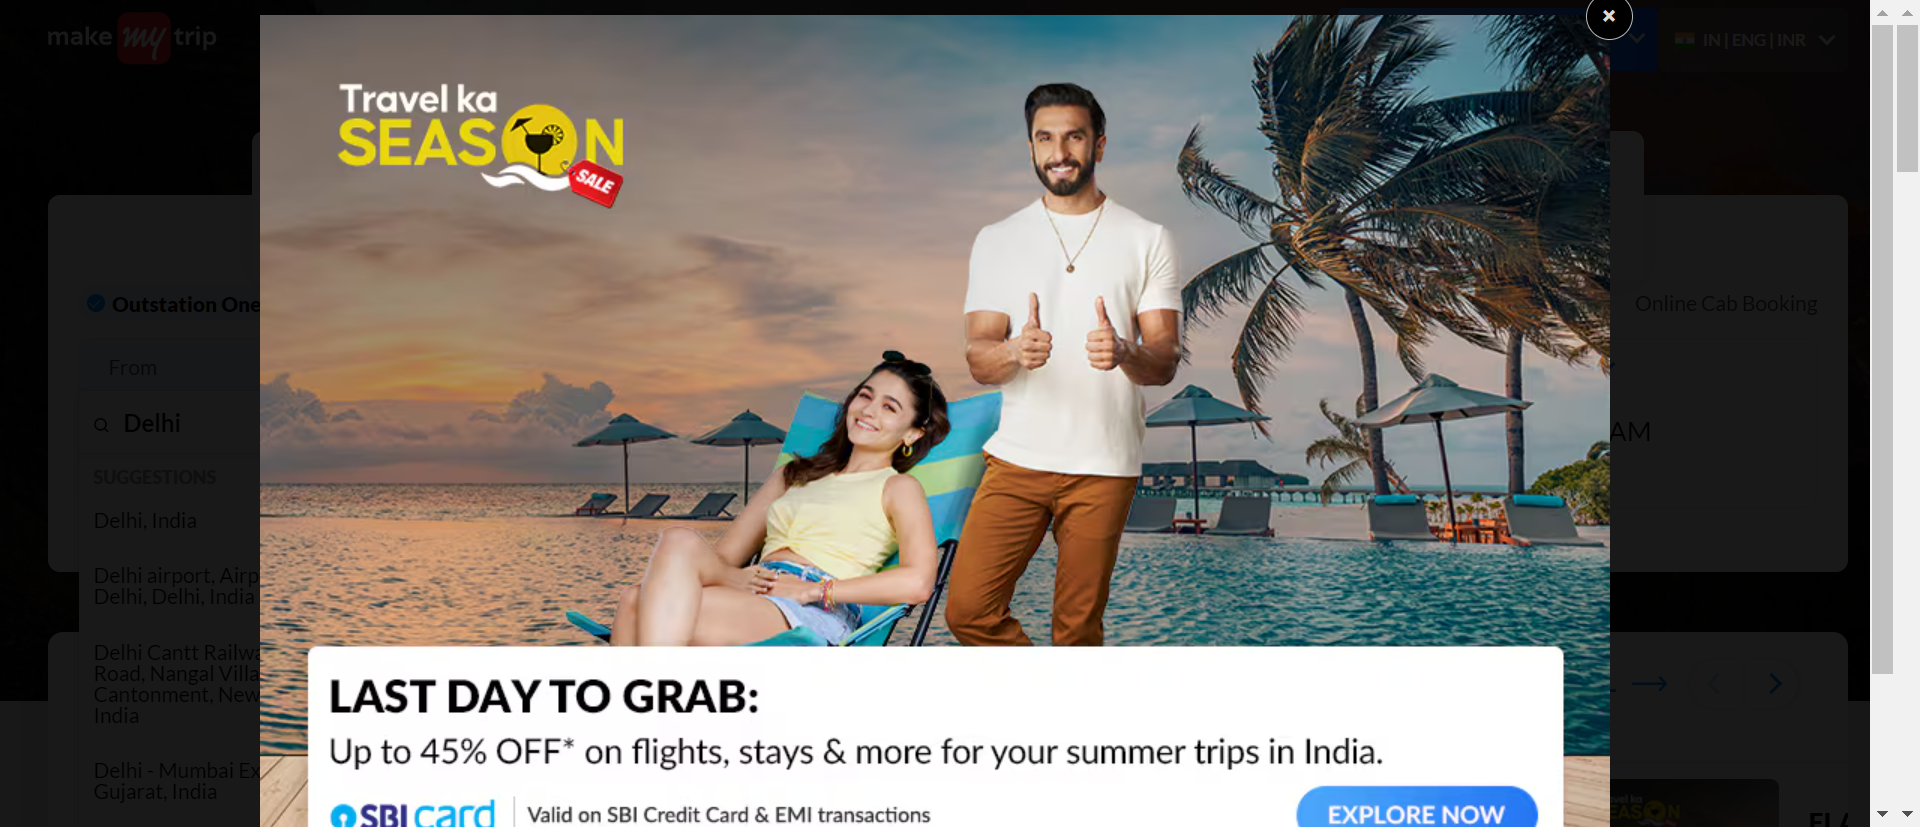 make my trip
IN | ENG | INR
Travel ka
SEASON
SALE
Outstation One
Online Cab Booking
From
Delhi
AM
SUGGESTIONS
Delhi, India
Delhi airport, Airp
Delhi, Delhi, India
Delhi Cantt Railwa
Road, Nangal Villa
Cantonment, New
India
Delhi - Mumbai Ex
Gujarat, India
LAST DAY TO GRAB:
Up to 45% OFF* on flights, stays & more for your summer trips in India.
SBI card
Valid on SBI Credit Card & EMI transactions
EXPLORE NOW